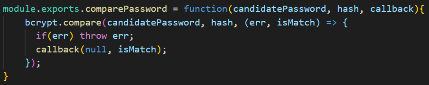 module.exports.comparePassword = function(candidatePassword, hash, callback){
    bcrypt.compare(candidatePassword, hash, (err, isMatch) => {
      if(err) throw err;
      callback(null, isMatch);
    });
}